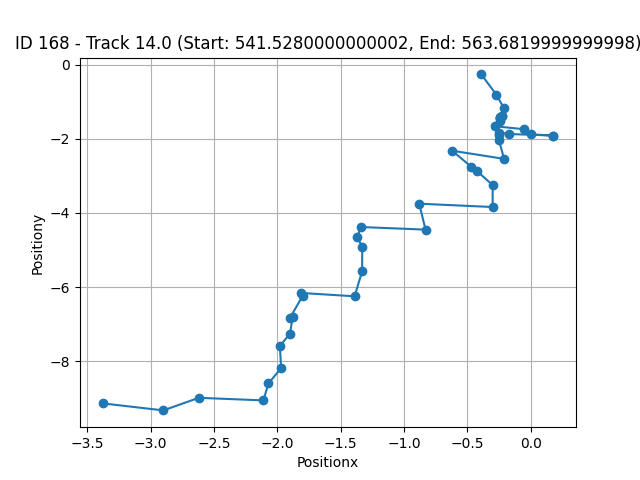 ID 168 - Track 14.0 (Start: 541.5280000000002, End: 563.6819999999998)
0
−2
−4
−6
−8
Positiony
−3.5 −3.0 −2.5 −2.0 −1.5 −1.0 −0.5 0.0
Positionx